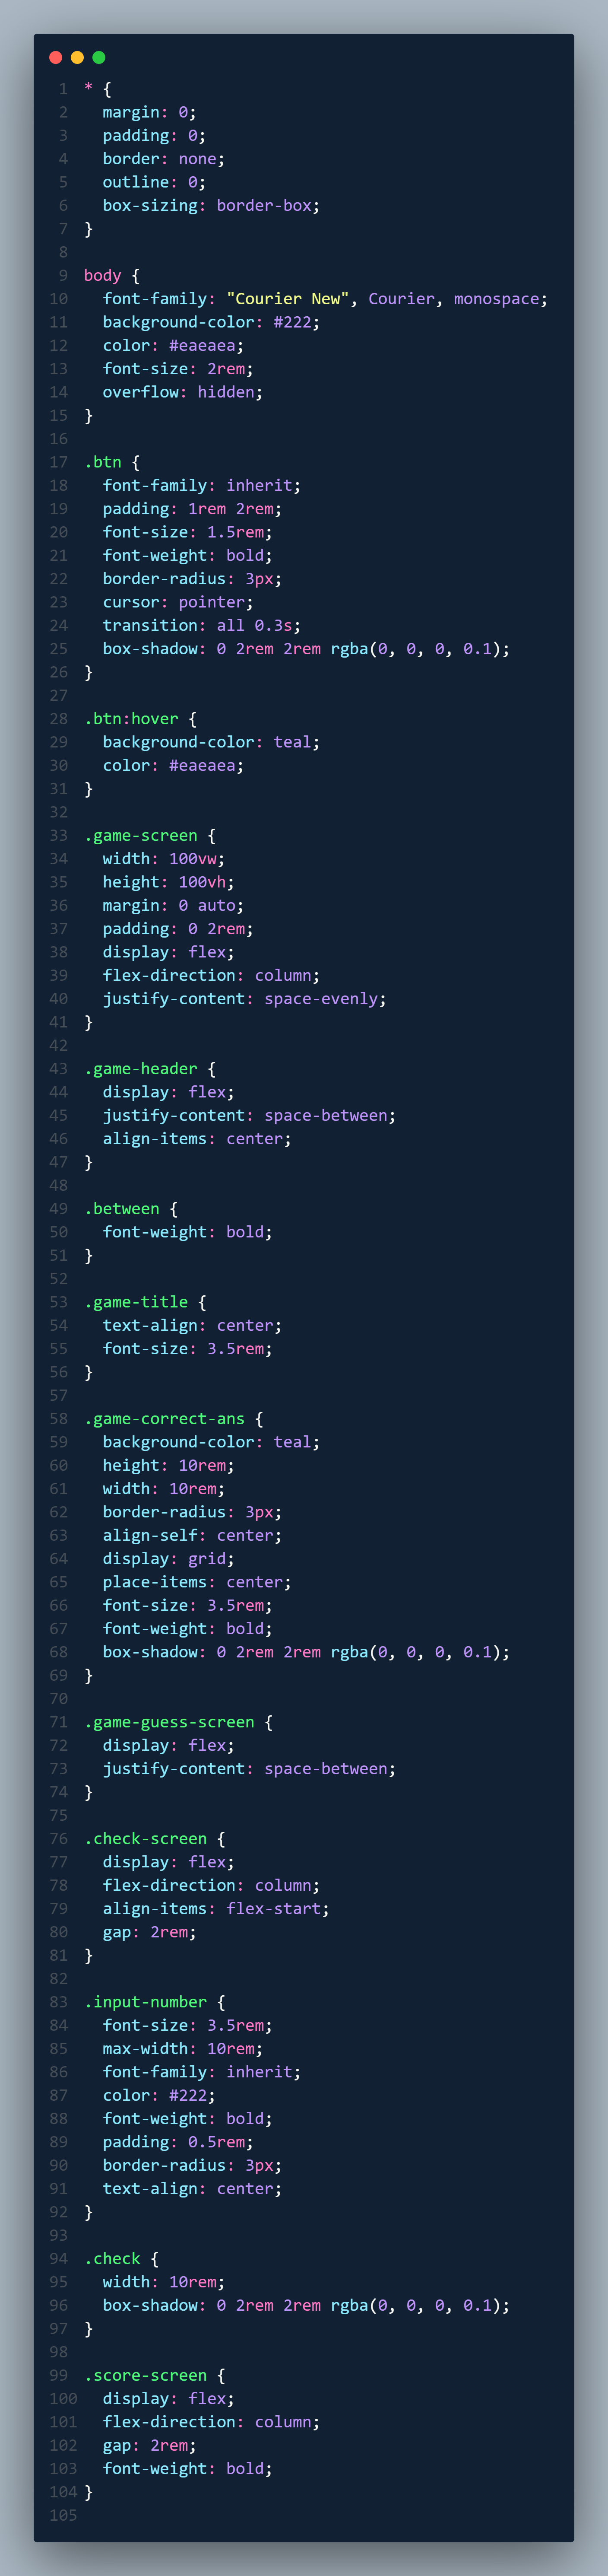 1 * {
2   margin: 0;
3   padding: 0;
4   border: none;
5   outline: 0;
6   box-sizing: border-box;
7 }
8
9 body {
10   font-family: "Courier New", Courier, monospace;
11   background-color: #222;
12   color: #eaeaea;
13   font-size: 2rem;
14   overflow: hidden;
15 }
16
17 .btn {
18   font-family: inherit;
19   padding: 1rem 2rem;
20   font-size: 1.5rem;
21   font-weight: bold;
22   border-radius: 3px;
23   cursor: pointer;
24   transition: all 0.3s;
25   box-shadow: 0 2rem 2rem rgba(0, 0, 0, 0.1);
26 }
27
28 .btn:hover {
29   background-color: teal;
30   color: #eaeaea;
31 }
32
33 .game-screen {
34   width: 100vw;
35   height: 100vh;
36   margin: 0 auto;
37   padding: 0 2rem;
38   display: flex;
39   flex-direction: column;
40   justify-content: space-evenly;
41 }
42
43 .game-header {
44   display: flex;
45   justify-content: space-between;
46   align-items: center;
47 }
48
49 .between {
50   font-weight: bold;
51 }
52
53 .game-title {
54   text-align: center;
55   font-size: 3.5rem;
56 }
57
58 .game-correct-ans {
59   background-color: teal;
60   height: 10rem;
61   width: 10rem;
62   border-radius: 3px;
63   align-self: center;
64   display: grid;
65   place-items: center;
66   font-size: 3.5rem;
67   font-weight: bold;
68   box-shadow: 0 2rem 2rem rgba(0, 0, 0, 0.1);
69 }
70
71 .game-guess-screen {
72   display: flex;
73   justify-content: space-between;
74 }
75
76 .check-screen {
77   display: flex;
78   flex-direction: column;
79   align-items: flex-start;
80   gap: 2rem;
81 }
82
83 .input-number {
84   font-size: 3.5rem;
85   max-width: 10rem;
86   font-family: inherit;
87   color: #222;
88   font-weight: bold;
89   padding: 0.5rem;
90   border-radius: 3px;
91   text-align: center;
92 }
93
94 .check {
95   width: 10rem;
96   box-shadow: 0 2rem 2rem rgba(0, 0, 0, 0.1);
97 }
98
99 .score-screen {
100   display: flex;
101   flex-direction: column;
102   gap: 2rem;
103   font-weight: bold;
104 }
105